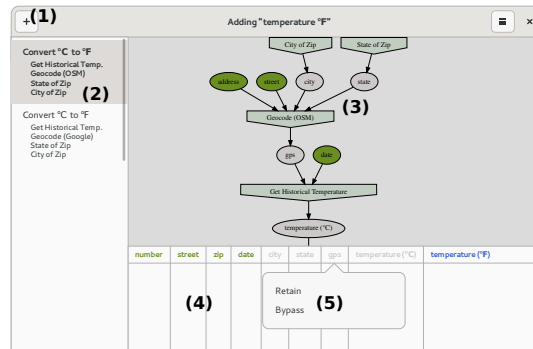 + (1)
Adding "temperature °F"
Convert °C to °F
Get Historical Temp.
Geocode (OSM)
State of Zip
City of Zip
(2)
Convert °C to °F
Get Historical Temp.
Geocode (Google)
State of Zip
City of Zip
City of Zip State of Zip
address street city state
(3)
Geocode (OSM)
gps date
Get Historical Temperature
temperature (°C)
number street zip date city state gps temperature (°C) temperature (°F)
(4)
Retain
Bypass
(5)